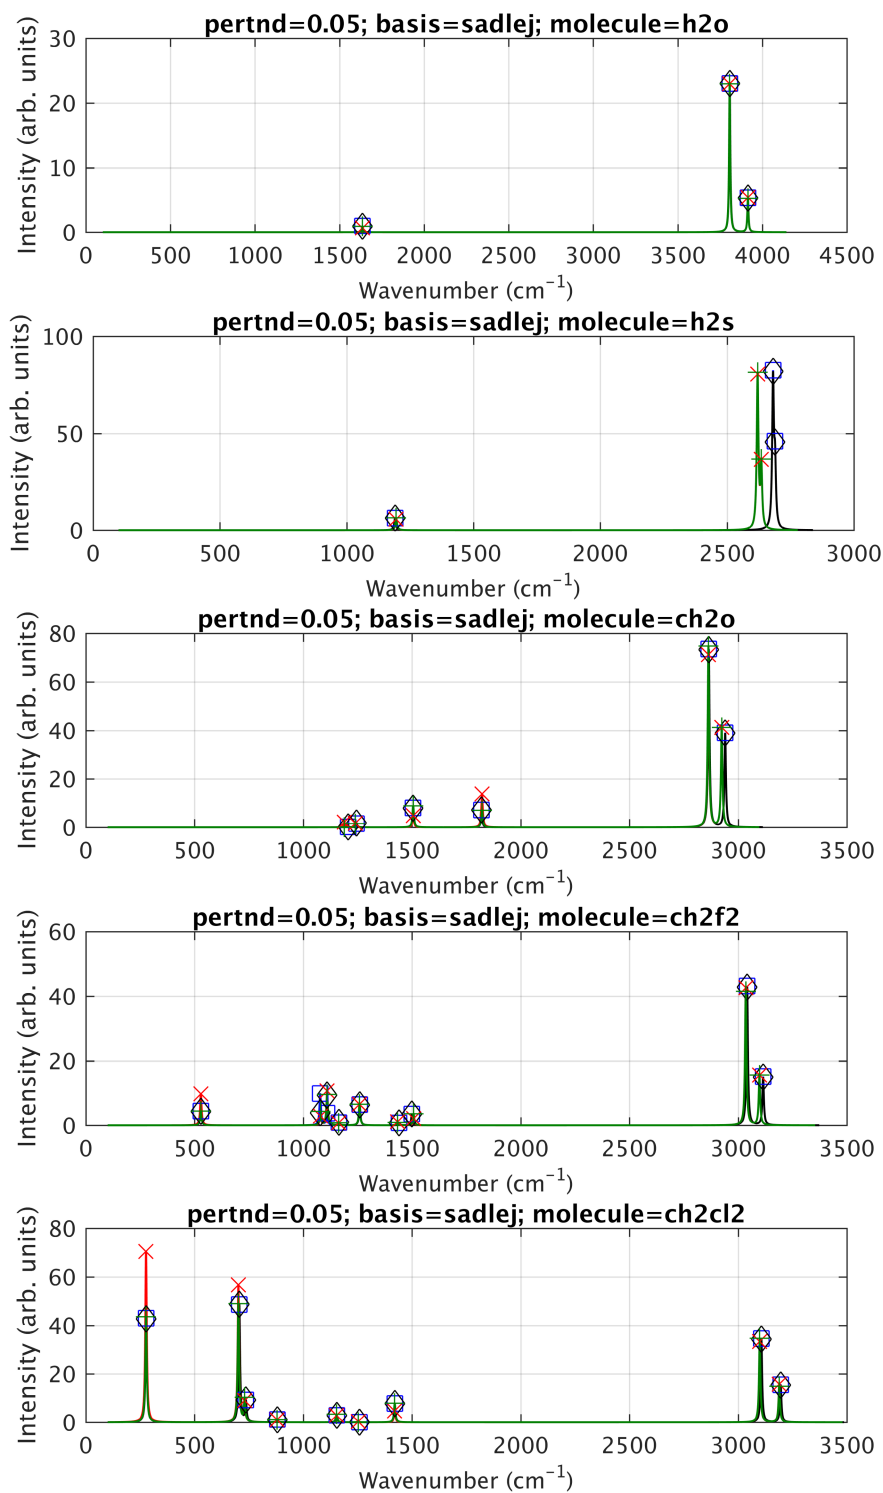 pertnd=0.05; basis=sadlej; molecule=h2o
30
20
10
0
Intensity (arb. units)
0 500 1000 1500 2000 2500 3000 3500 4000 4500
Wavenumber (cm⁻¹)
pertnd=0.05; basis=sadlej; molecule=h2s
100
50
0
Intensity (arb. units)
0 500 1000 1500 2000 2500 3000
Wavenumber (cm⁻¹)
pertnd=0.05; basis=sadlej; molecule=ch2o
80
60
40
20
0
Intensity (arb. units)
0 500 1000 1500 2000 2500 3000 3500
Wavenumber (cm⁻¹)
pertnd=0.05; basis=sadlej; molecule=ch2f2
60
40
20
0
Intensity (arb. units)
0 500 1000 1500 2000 2500 3000 3500
Wavenumber (cm⁻¹)
pertnd=0.05; basis=sadlej; molecule=ch2cl2
80
60
40
20
0
Intensity (arb. units)
0 500 1000 1500 2000 2500 3000 3500
Wavenumber (cm⁻¹)